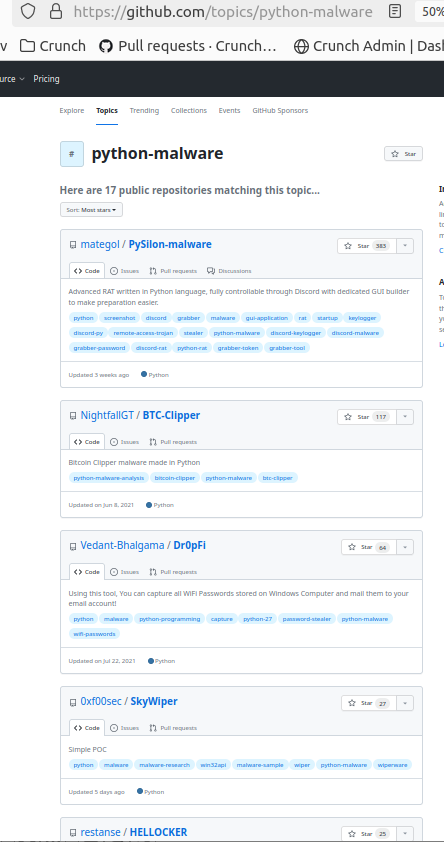 https://github.com/topics/python-malware 50%
v Crunch Pull requests · Crunch… Crunch Admin | Dash
urce Pricing
Explore Topics Trending Collections Events GitHub Sponsors
# python-malware Star
Here are 17 public repositories matching this topic...
Sort: Most stars
mategol / PySilon-malware Star 383
Code Issues Pull requests Discussions
Advanced RAT written in Python language, fully controllable through Discord with dedicated GUI builder
to make preparation easier.
python screenshot discord grabber malware gui-application rat startup keylogger
discord-py remote-access-trojan stealer python-malware discord-keylogger discord-malware
grabber-password discord-rat python-rat grabber-token grabber-tool
Updated 3 weeks ago Python
NightfallGT / BTC-Clipper Star 117
Code Issues Pull requests
Bitcoin Clipper malware made in Python
python-malware-analysis bitcoin-clipper python-malware btc-clipper
Updated on Jun 8, 2021 Python
Vedant-Bhalgama / Dr0pFi Star 64
Code Issues Pull requests
Using this tool, You can capture all WiFi Passwords stored on Windows Computer and mail them to your
email account!
python malware python-programming capture python-27 password-stealer python-malware
wifi-passwords
Updated on Jul 22, 2021 Python
0xf00sec / SkyWiper Star 27
Code Issues Pull requests
Simple POC
python malware malware-research win32api malware-sample wiper python-malware wiperware
Updated 5 days ago Python
restanse / HELLOCKER Star 25